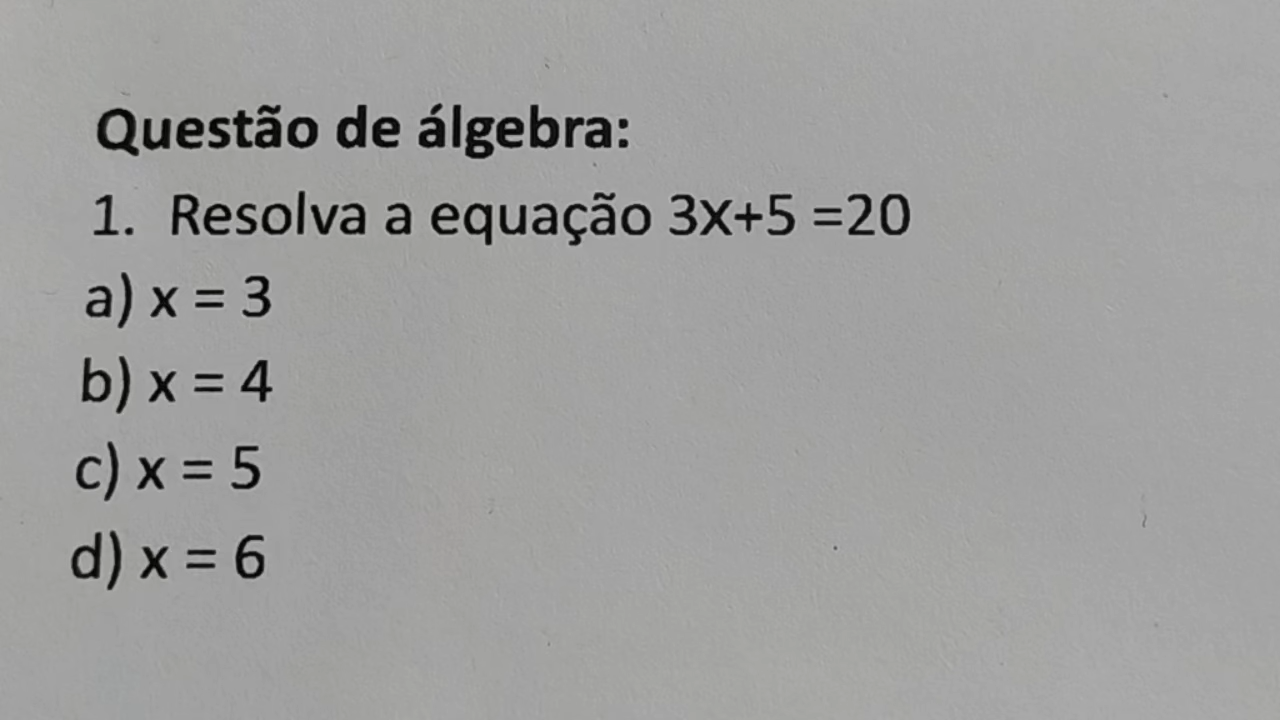 Questão de álgebra:
1. Resolva a equação 3x+5 =20
a) x = 3
b) x = 4
c) x = 5
d) x = 6